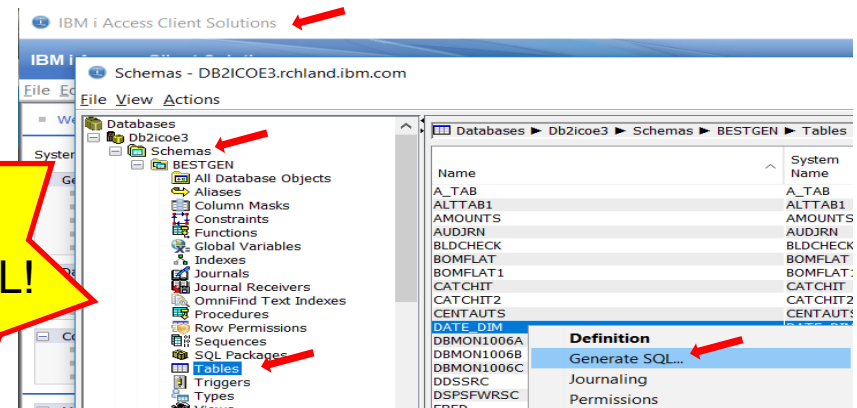 IBM i Access Client Solutions
IBM i
Schemas - DB2ICOE3.rchland.ibm.com
File
File View Actions
Databases
Db2icoe3
Schemas
BESTGEN
All Database Objects
Aliases
Column Masks
Constraints
Functions
Global Variables
Indexes
Journals
Journal Receivers
OmniFind Text Indexes
Procedures
Row Permissions
Sequences
SQL Packages
Tables
Triggers
Types
L!
Databases ► Db2icoe3 ► Schemas ► BESTGEN ► Tables
Name System Name
A_TAB A_TAB
ALTTAB1 ALTTAB1
AMOUNTS AMOUNTS
AUDJRN AUDJRN
BLDCHECK BLDCHECK
BOMFLAT BOMFLAT
BOMFLAT1 BOMFLAT1
CATCHIT CATCHIT
CATCHIT2 CATCHIT2
CENTAUTS CENTAUTS
DATE_DIM DATE_DIM
DBMON1006A
DBMON1006B
DBMON1006C
DDSSRC
DSPSFWRSC
Definition
Generate SQL...
Journaling
Permissions